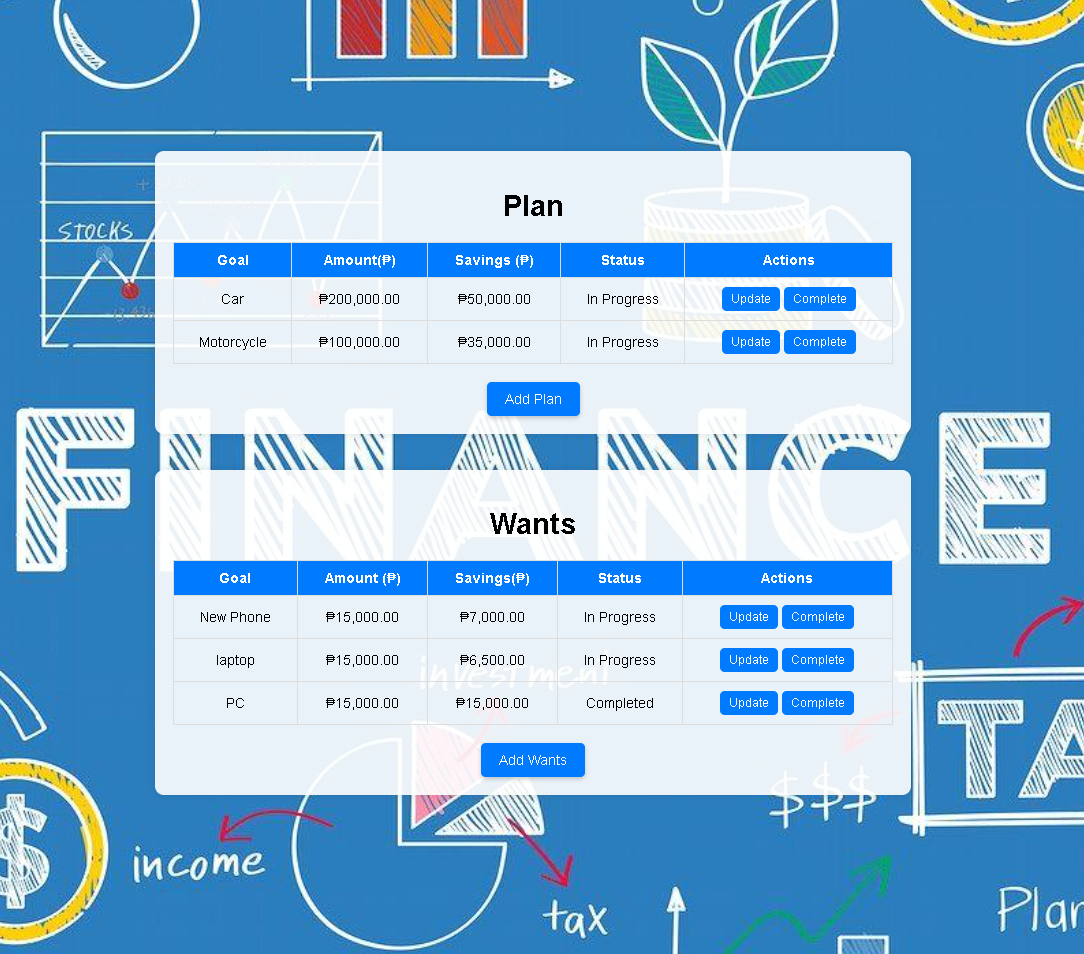 STOCKS
Plan
Goal Amount(₱) Savings (₱) Status Actions
Car ₱200,000.00 ₱50,000.00 In Progress Update Complete
Motorcycle ₱100,000.00 ₱35,000.00 In Progress Update Complete
Add Plan
FINANCE
Wants
Goal Amount (₱) Savings(₱) Status Actions
New Phone ₱15,000.00 ₱7,000.00 In Progress Update Complete
laptop ₱15,000.00 ₱6,500.00 In Progress Update Complete
investment
PC ₱15,000.00 ₱15,000.00 Completed Update Complete
Add Wants
TA
$$$
$
income
tax
Plan